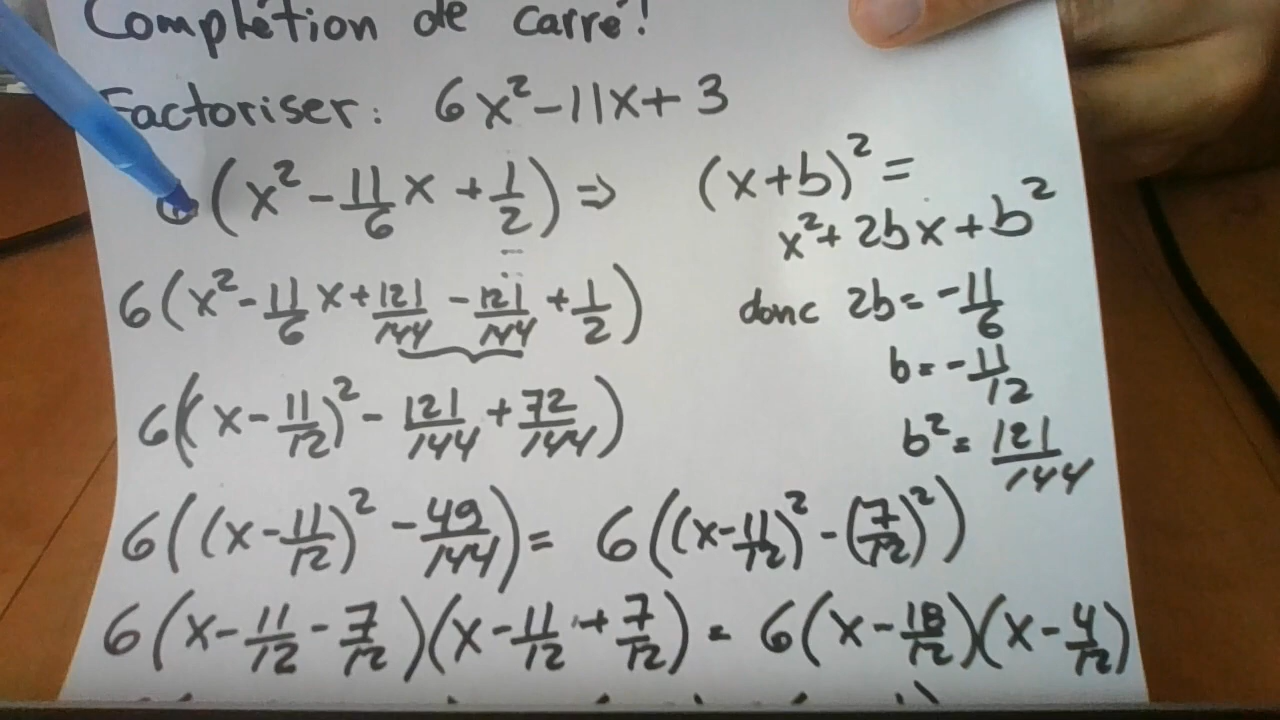 Complétion de carré!
Factoriser: 6x² - 11x + 3
6(x² - 11/6 x + 1/2) ⇒ (x+b)² =
x² + 2bx + b²
6(x² - 11/6 x + 121/144 - 121/144 + 1/2)
donc 2b = -11/6
b = -11/12
6((x - 11/12)² - 121/144 + 72/144)
b² = 121/144
6((x - 11/12)² - 49/144) = 6((x - 11/12)² - (7/12)²)
6(x - 11/12 - 7/12)(x - 11/12 + 7/12) = 6(x - 18/12)(x - 4/12)